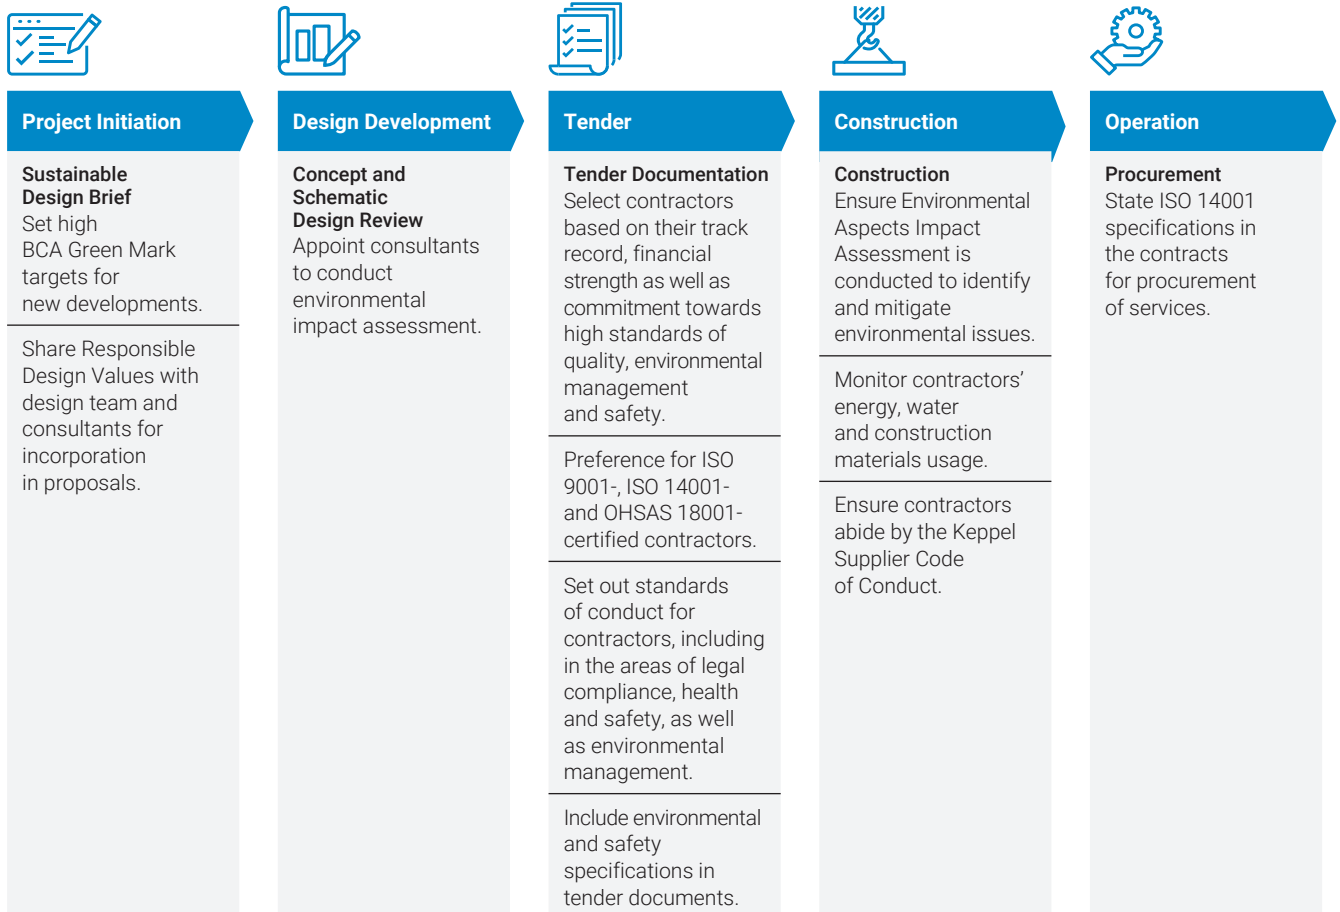 Project Initiation
Sustainable
Design Brief
Set high
BCA Green Mark
targets for
new developments.
Share Responsible
Design Values with
design team and
consultants for
incorporation
in proposals.
Design Development
Concept and
Schematic
Design Review
Appoint consultants
to conduct
environmental
impact assessment.
Tender
Tender Documentation
Select contractors
based on their track
record, financial
strength as well as
commitment towards
high standards of
quality, environmental
management
and safety.
Preference for ISO
9001-, ISO 14001-
and OHSAS 18001-
certified contractors.
Set out standards
of conduct for
contractors, including
in the areas of legal
compliance, health
and safety, as well
as environmental
management.
Include environmental
and safety
specifications in
tender documents.
Construction
Construction
Ensure Environmental
Aspects Impact
Assessment is
conducted to identify
and mitigate
environmental issues.
Monitor contractors’
energy, water
and construction
materials usage.
Ensure contractors
abide by the Keppel
Supplier Code
of Conduct.
Operation
Procurement
State ISO 14001
specifications in
the contracts
for procurement
of services.